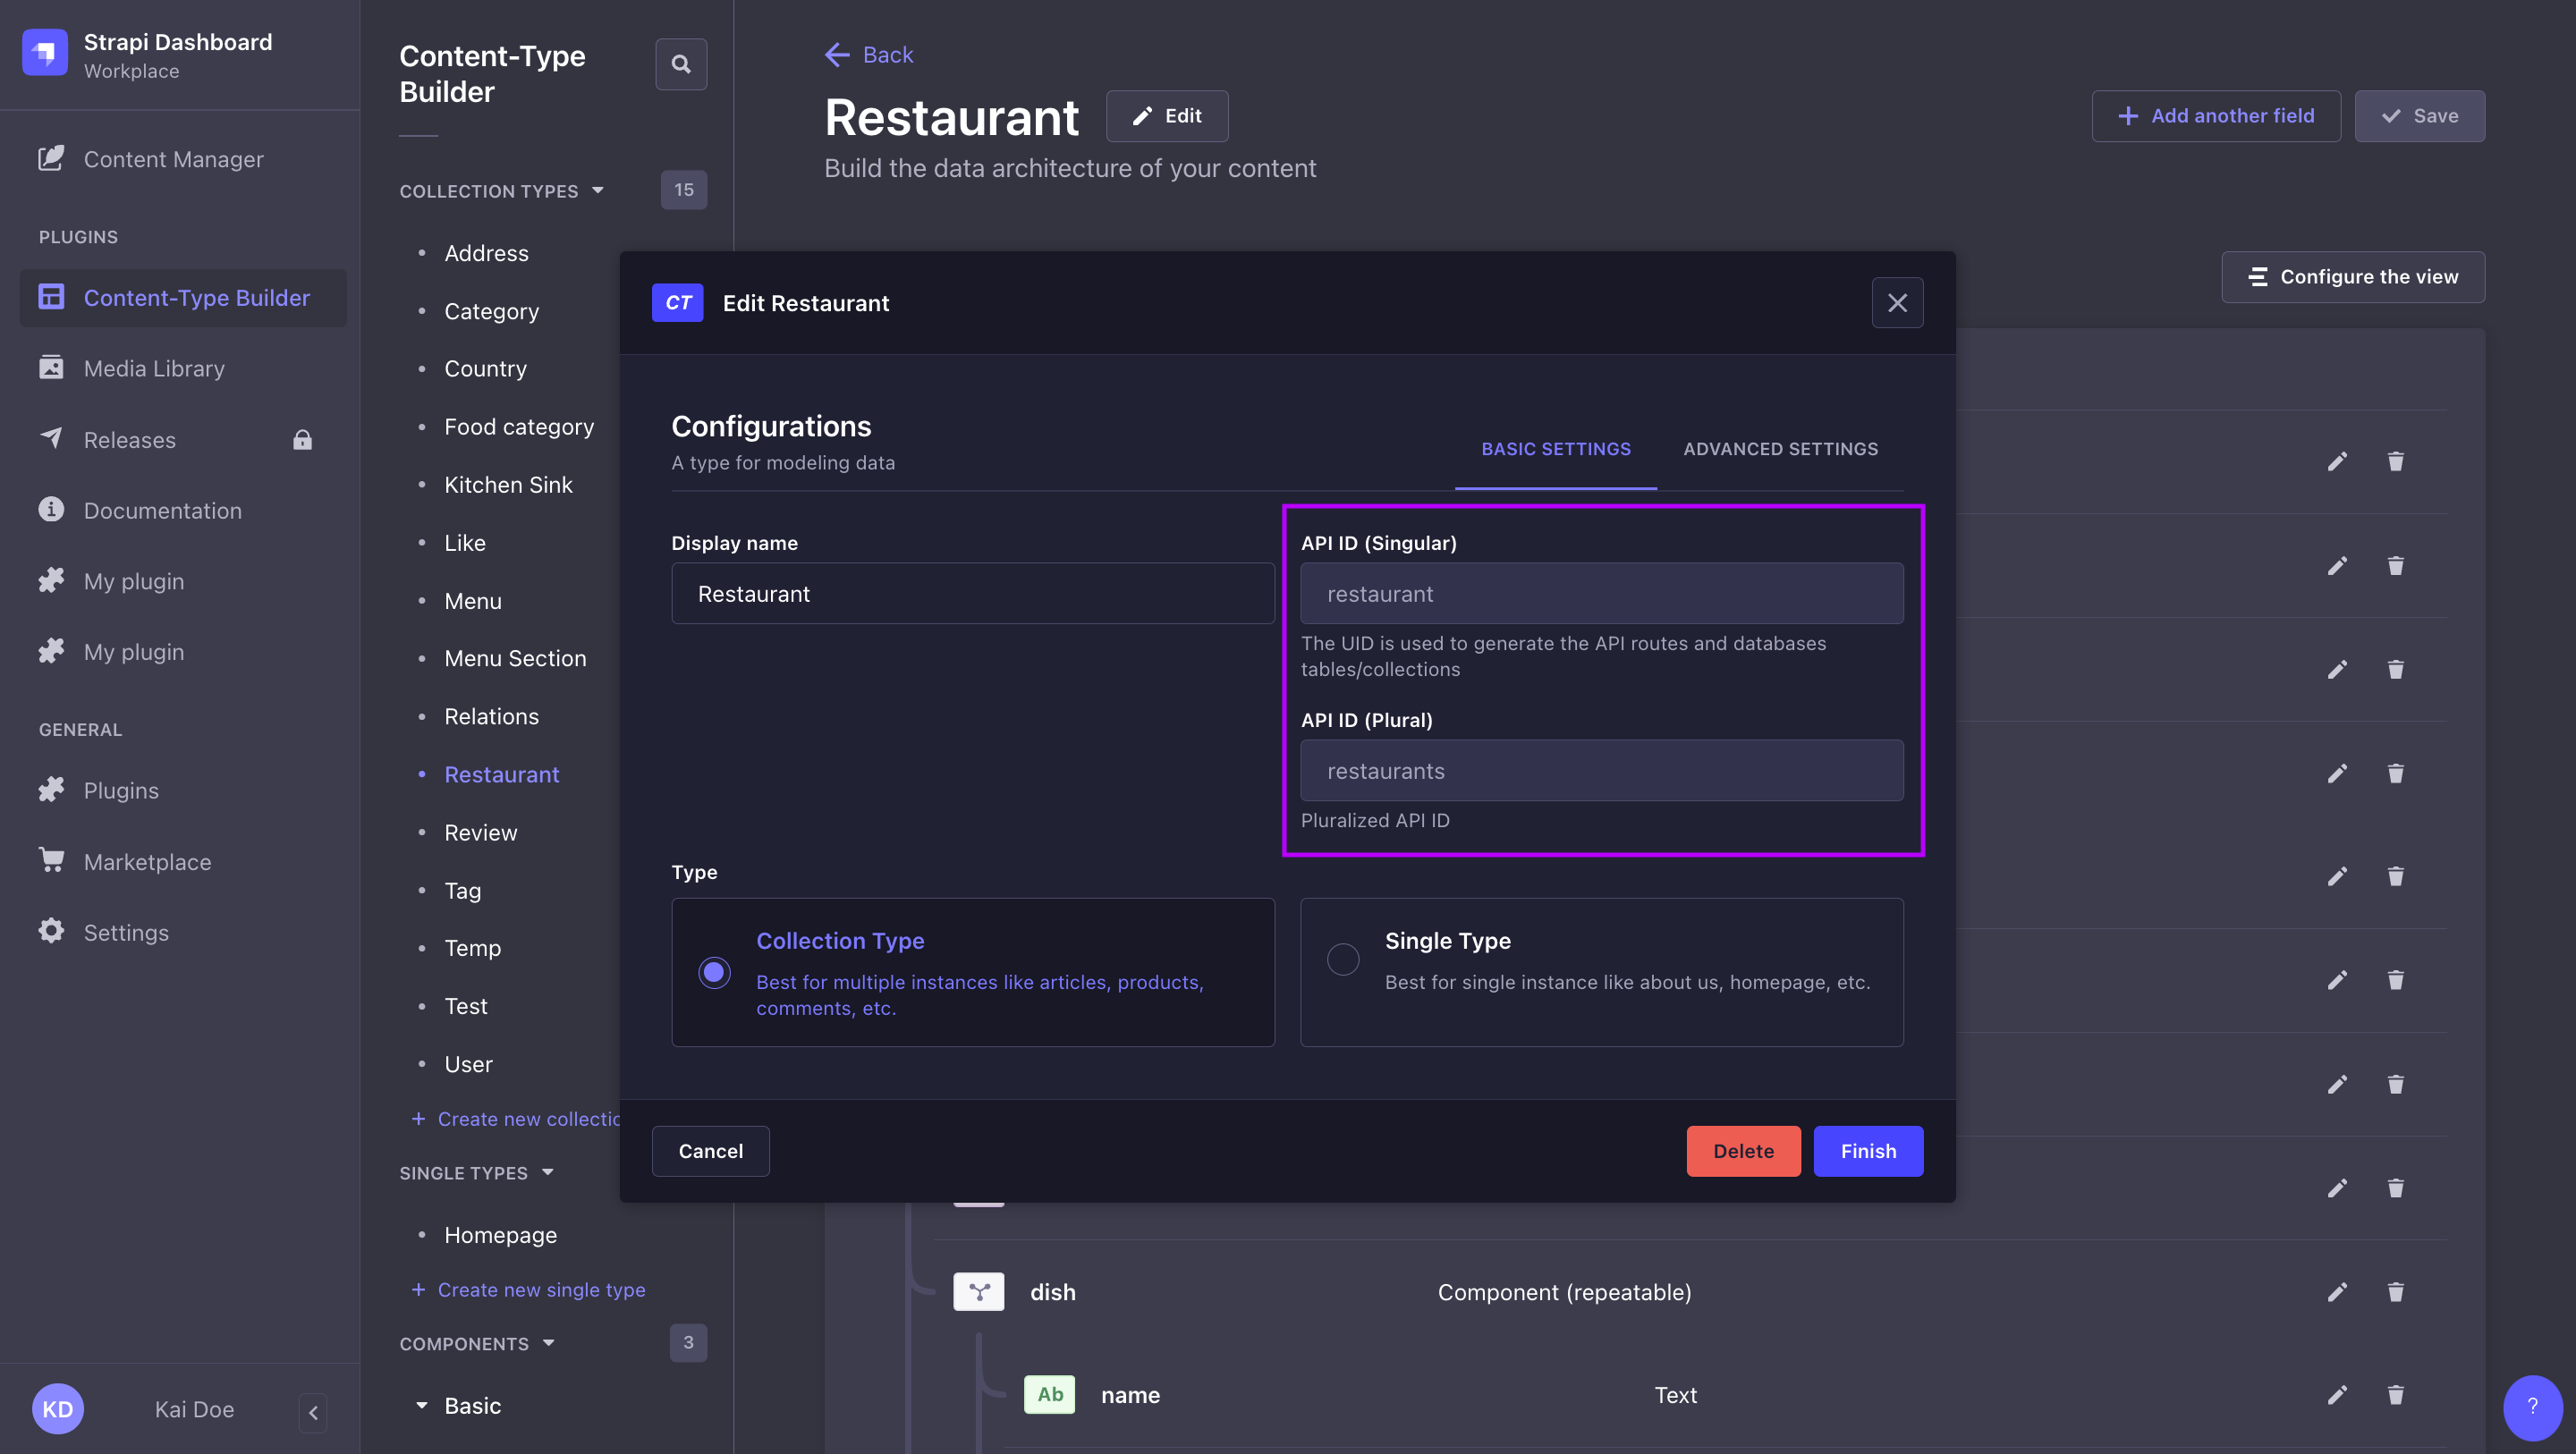 Strapi Dashboard
Workplace
Content Manager
PLUGINS
Content-Type Builder
Media Library
Releases
Documentation
My plugin
My plugin
GENERAL
Plugins
Marketplace
Settings
KD
Kai Doe
Content-Type
Builder
COLLECTION TYPES
15
Address
Category
Country
Food category
Kitchen Sink
Like
Menu
Menu Section
Relations
Restaurant
Review
Tag
Temp
Test
User
+ Create new collectio
SINGLE TYPES
Homepage
+ Create new single type
COMPONENTS
3
Basic
Back
Restaurant
Edit
Build the data architecture of your content
Add another field
Save
Configure the view
CT
Edit Restaurant
Configurations
A type for modeling data
BASIC SETTINGS
ADVANCED SETTINGS
Display name
Restaurant
API ID (Singular)
restaurant
The UID is used to generate the API routes and databases
tables/collections
API ID (Plural)
restaurants
Pluralized API ID
Type
Collection Type
Best for multiple instances like articles, products,
comments, etc.
Single Type
Best for single instance like about us, homepage, etc.
Cancel
Delete
Finish
dish
Component (repeatable)
Ab
name
Text
?